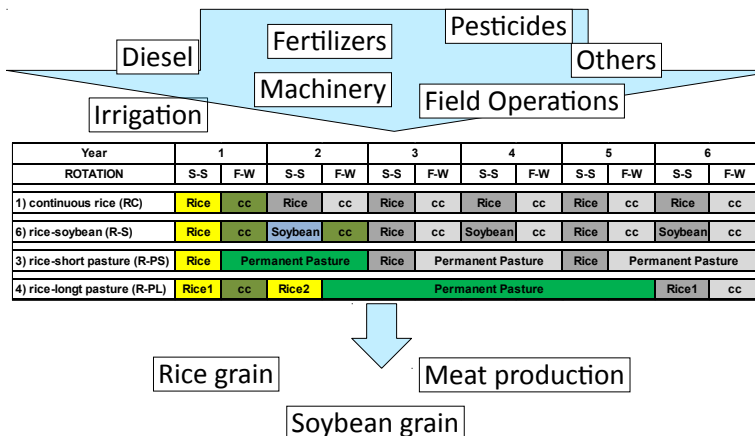 Pesticides
Fertilizers
Diesel
Others
Machinery
Field Operations
Irrigation
Year 1 2 3 4 5 6
ROTATION S-S F-W S-S F-W S-S F-W S-S F-W S-S F-W S-S F-W
1) continuous rice (RC) Rice cc Rice cc Rice cc Rice cc Rice cc Rice cc
6) rice-soybean (R-S) Rice cc Soybean cc Rice cc Soybean cc Rice cc Soybean cc
3) rice-short pasture (R-PS) Rice Permanent Pasture Rice Permanent Pasture Rice Permanent Pasture
4) rice-longt pasture (R-PL) Rice1 cc Rice2 Permanent Pasture Rice1 cc
Rice grain Meat production
Soybean grain